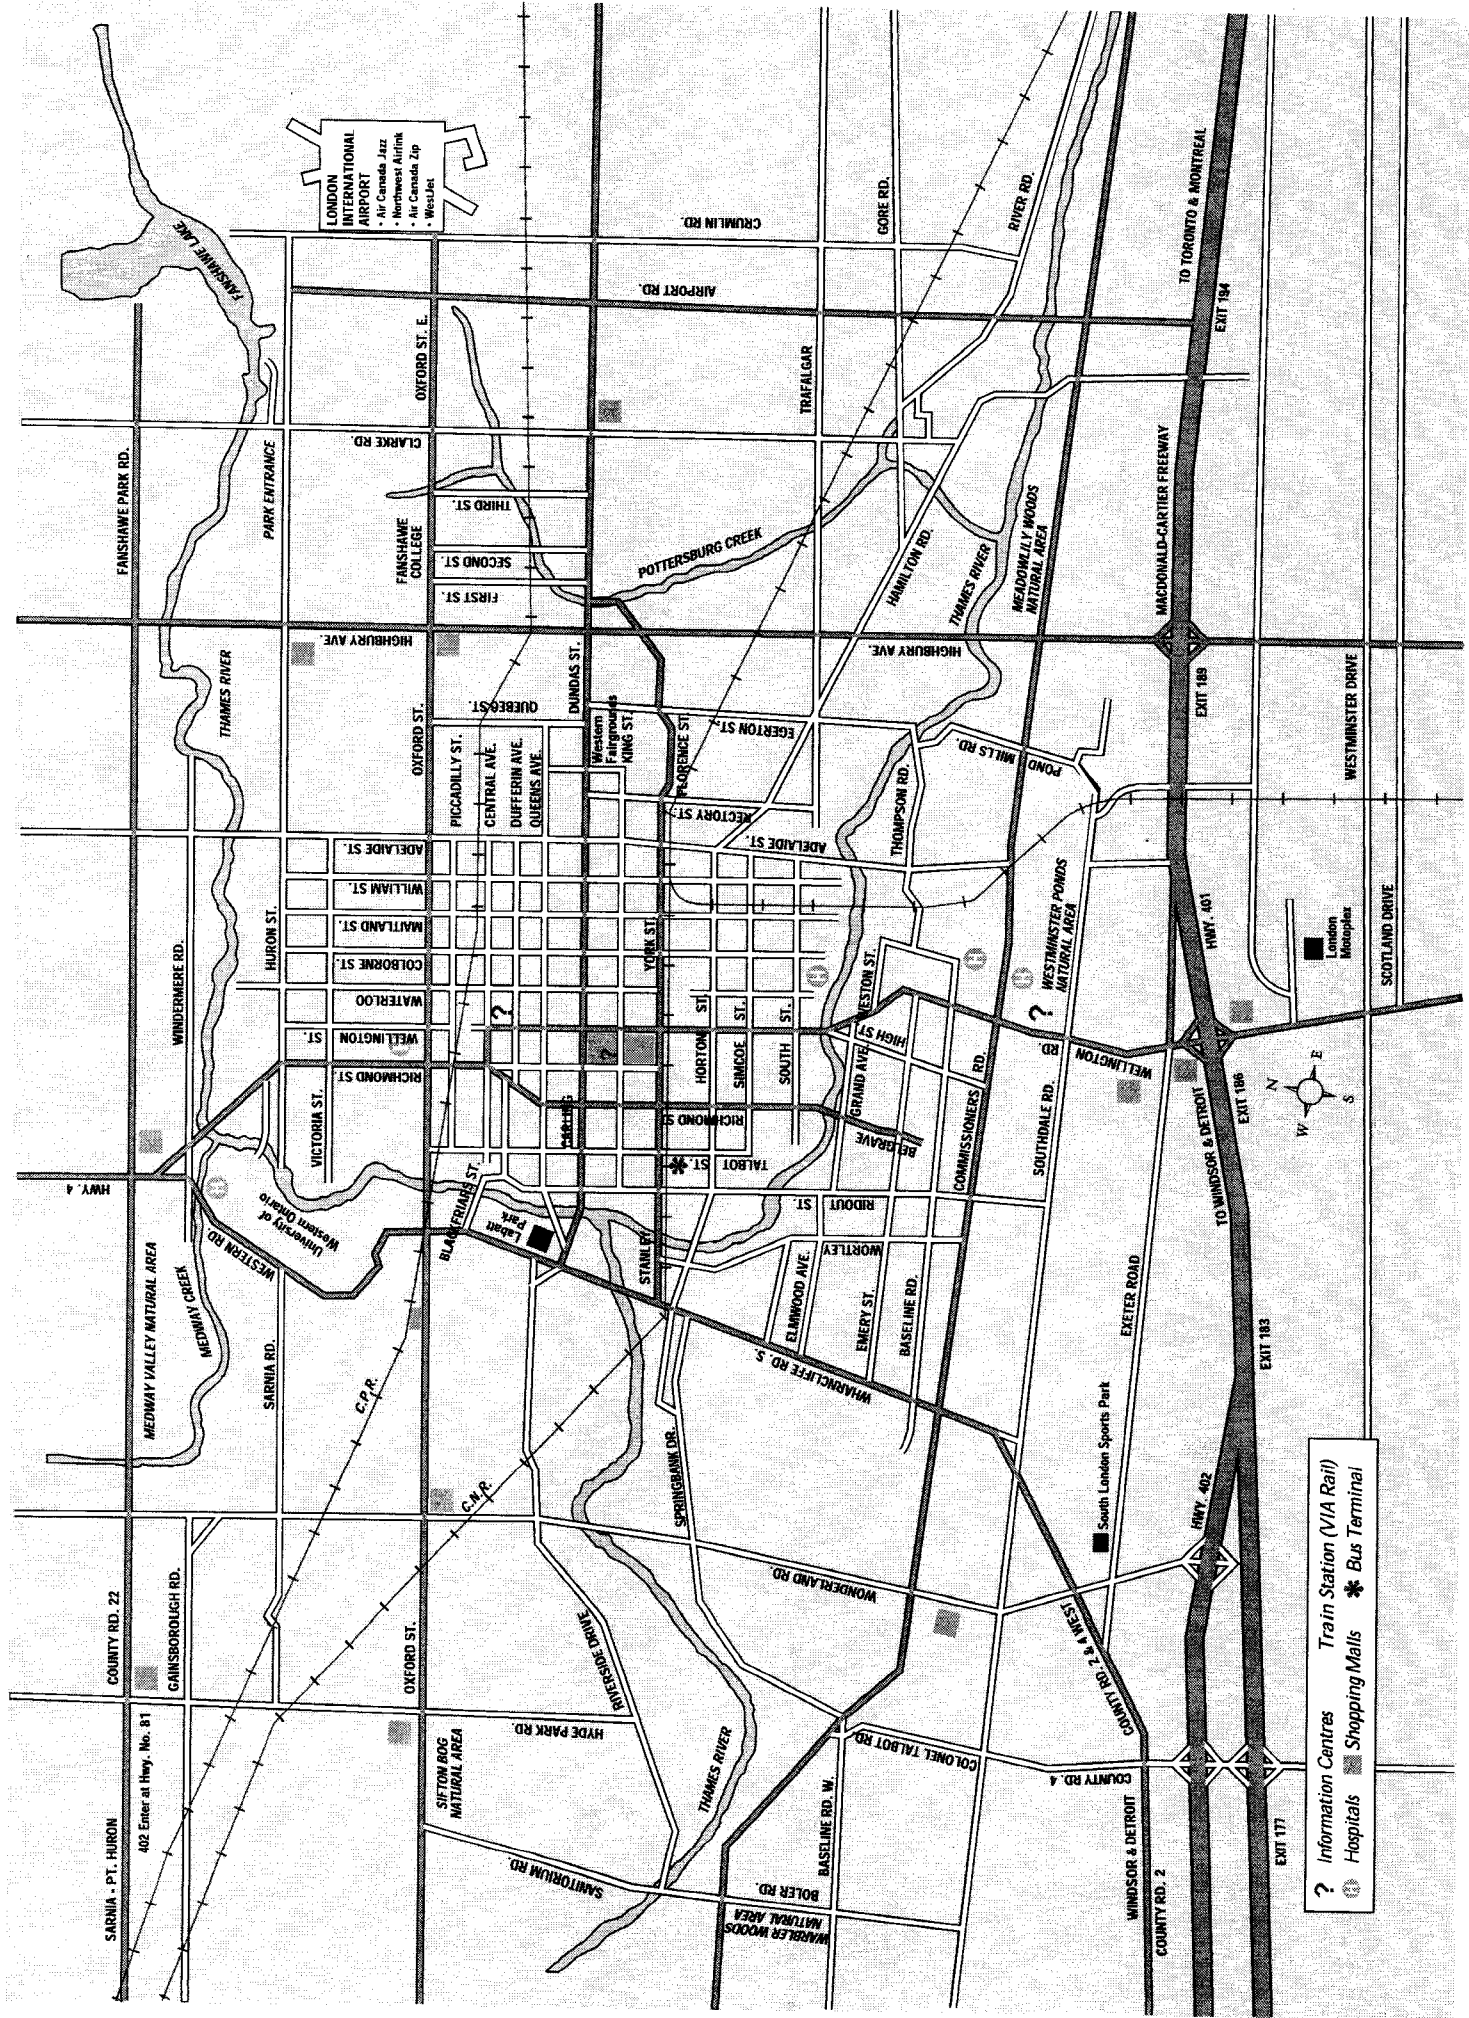 FANSHAWE LAKE
LONDON
INTERNATIONAL
AIRPORT
• Air Canada Jazz
• Northwest Airlink
• Air Canada Zip
• WestJet
CRUMLIN RD.
GORE RD.
RIVER RD.
TO TORONTO & MONTREAL
EXIT 194
AIRPORT RD.
OXFORD ST. E.
TRAFALGAR
CLARKE RD.
FANSHAWE PARK RD.
PARK ENTRANCE
THIRD ST.
FANSHAWE
COLLEGE
SECOND ST.
FIRST ST.
POTTERSBURG CREEK
HAMILTON RD.
THAMES RIVER
MEADOWLILY WOODS
NATURAL AREA
MACDONALD-CARTIER FREEWAY
HIGHBURY AVE.
HIGHBURY AVE.
THAMES RIVER
EXIT 189
WESTMINSTER DRIVE
OXFORD ST.
QUEBEC ST.
DUNDAS ST.
Western
Fairgrounds
KING ST.
FLORENCE ST.
EGERTON ST.
POND MILLS RD.
PICCADILLY ST.
CENTRAL AVE.
DUFFERIN AVE.
QUEENS AVE.
RECTORY ST.
THOMPSON RD.
ADELAIDE ST.
ADELAIDE ST.
WILLIAM ST.
MAITLAND ST.
COLBORNE ST.
WATERLOO
WELLINGTON ST.
RICHMOND ST.
HURON ST.
WINDERMERE RD.
YORK ST.
HORTON ST.
SIMCOE ST.
SOUTH ST.
WESTON ST.
HIGH ST
GRAND AVE.
WESTMINSTER PONDS
NATURAL AREA
HWY. 401
London
Motoplex
SCOTLAND DRIVE
WELLINGTON RD.
EXIT 186
TO WINDSOR & DETROIT
N
E
S
W
VICTORIA ST.
CARLING
RICHMOND ST
BELGRAVE
COMMISSIONERS RD.
SOUTHDALE RD.
TALBOT ST.
RIDOUT ST.
HWY. 4
University of
Western Ontario
WESTERN RD.
BLACKFRIARS ST.
Labatt
Park
STANLEY
WORTLEY
ELMWOOD AVE.
EMERY ST.
BASELINE RD.
EXETER ROAD
EXIT 183
MEDWAY VALLEY NATURAL AREA
MEDWAY CREEK
SARNIA RD.
C.P.R.
C.N.R.
WHARNCLIFFE RD. S.
SPRINGBANK DR.
South London Sports Park
HWY. 402
WONDERLAND RD
COUNTY RD. 22
GAINSBOROUGH RD.
OXFORD ST.
RIVERSIDE DRIVE
HYDE PARK RD.
COUNTY RD. 2 & 4 WEST
SARNIA - PT. HURON
402 Enter at Hwy. No. 81
SIFTON BOG
NATURAL AREA
THAMES RIVER
COLONEL TALBOT RD.
COUNTY RD. 4
BASELINE RD. W.
SANITORIUM RD.
BOLER RD.
WARBLER WOODS
NATURAL AREA
WINDSOR & DETROIT
COUNTY RD. 2
EXIT 177
? Information Centres Train Station (VIA Rail)
H Hospitals Shopping Malls * Bus Terminal